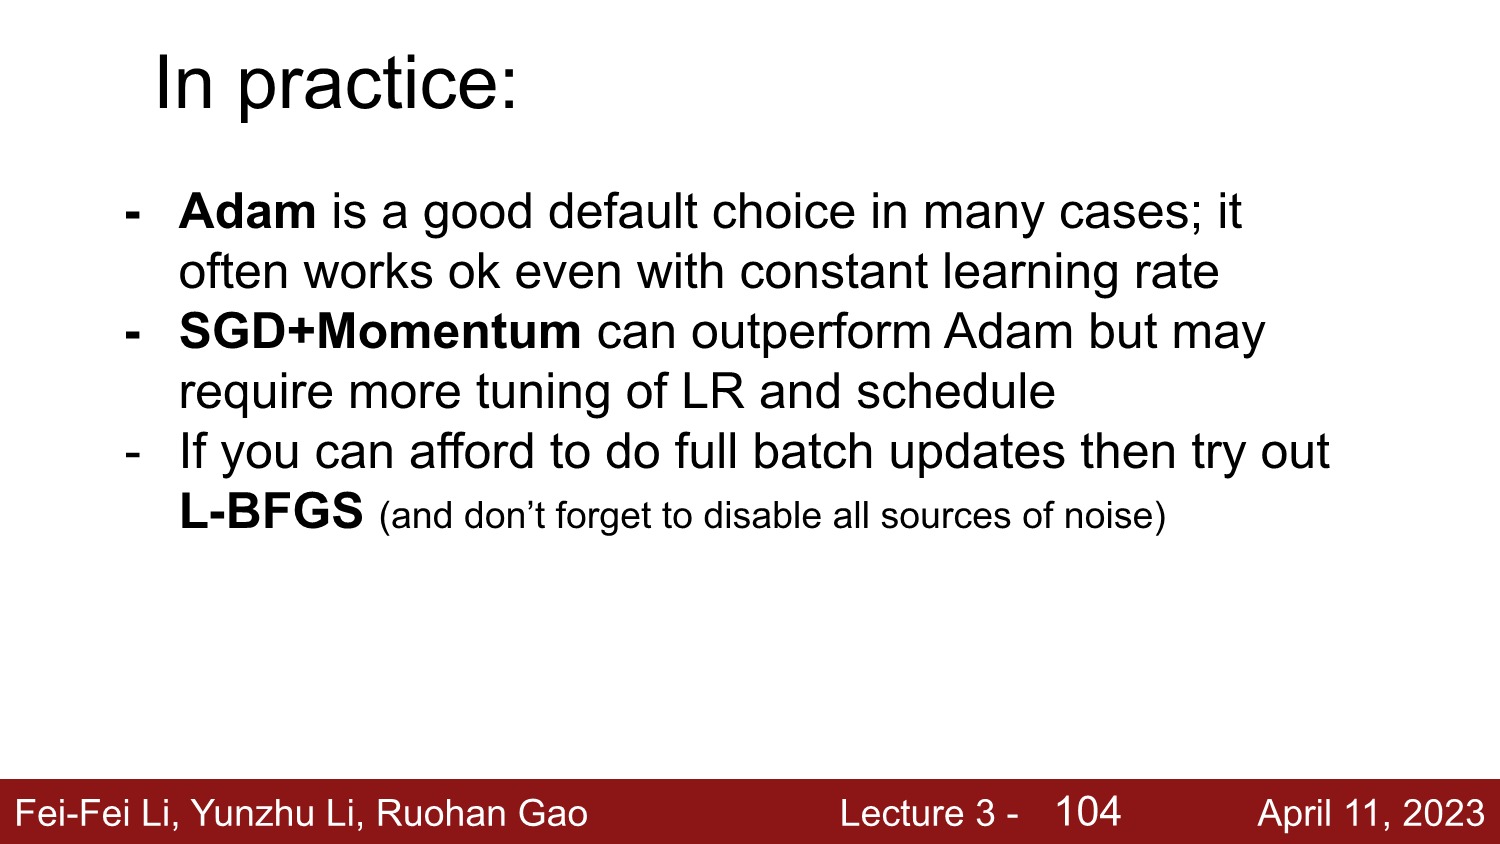 In practice:
- Adam is a good default choice in many cases; it
often works ok even with constant learning rate
- SGD+Momentum can outperform Adam but may
require more tuning of LR and schedule
- If you can afford to do full batch updates then try out
L-BFGS (and don’t forget to disable all sources of noise)
Fei-Fei Li, Yunzhu Li, Ruohan Gao Lecture 3 - 104 April 11, 2023